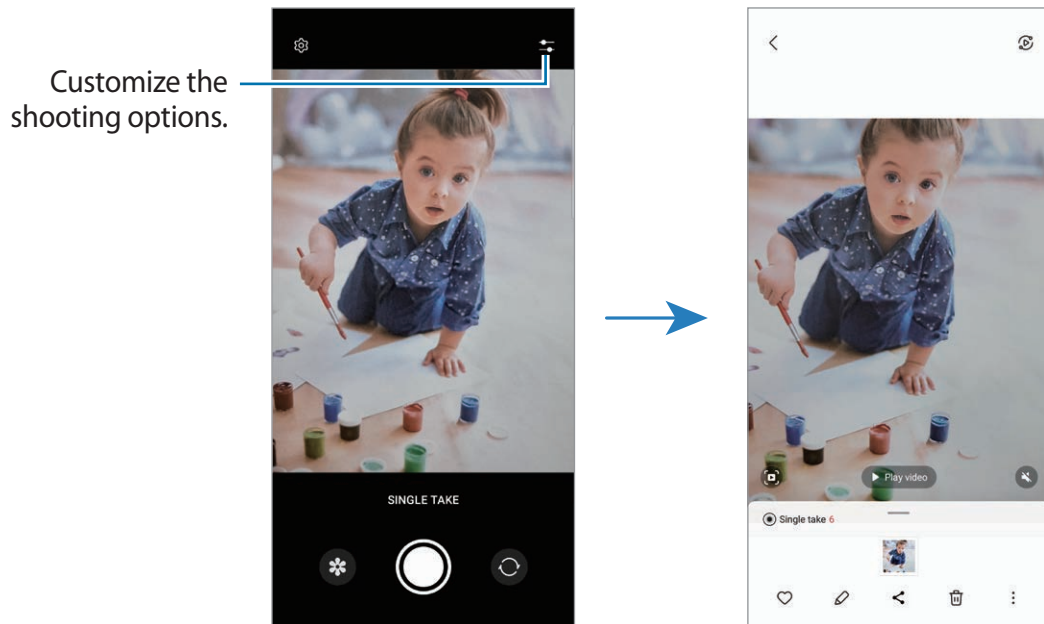 Customize the
shooting options.
SINGLE TAKE
Play video
Single take 6